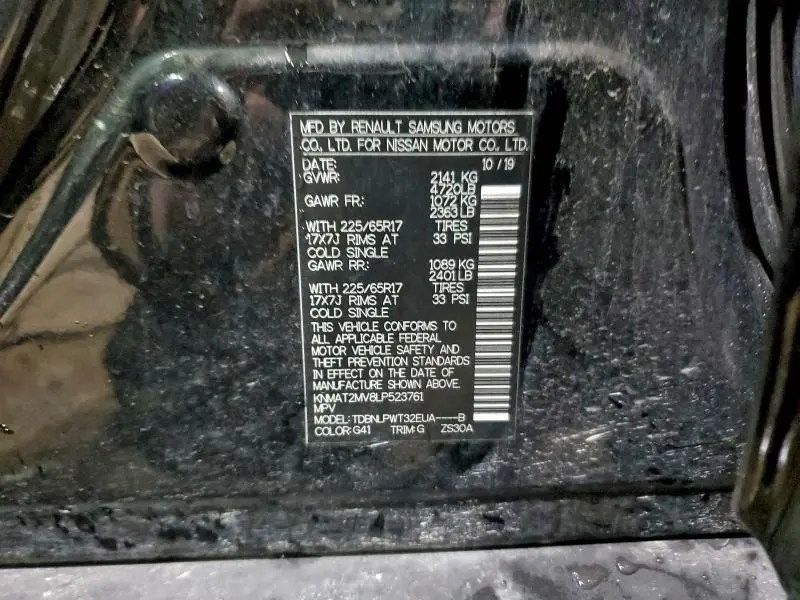 MFD BY RENAULT SAMSUNG MOTORS
CO., LTD. FOR NISSAN MOTOR CO., LTD.
DATE: 10/19
GVWR: 2141 KG
4720LB
GAWR FR: 1072 KG
2363 LB
WITH 225/65R17 TIRES
17X7J RIMS AT 33 PSI
COLD SINGLE
GAWR RR: 1089 KG
2401 LB
WITH 225/65R17 TIRES
17X7J RIMS AT 33 PSI
COLD SINGLE
THIS VEHICLE CONFORMS TO
ALL APPLICABLE FEDERAL
MOTOR VEHICLE SAFETY AND
THEFT PREVENTION STANDARDS
IN EFFECT ON THE DATE OF
MANUFACTURE SHOWN ABOVE.
KNMAT2MV8LP523761
MPV
MODEL: TDBNLPWT32EUA----B
COLOR: G41 TRIM: G ZS30A